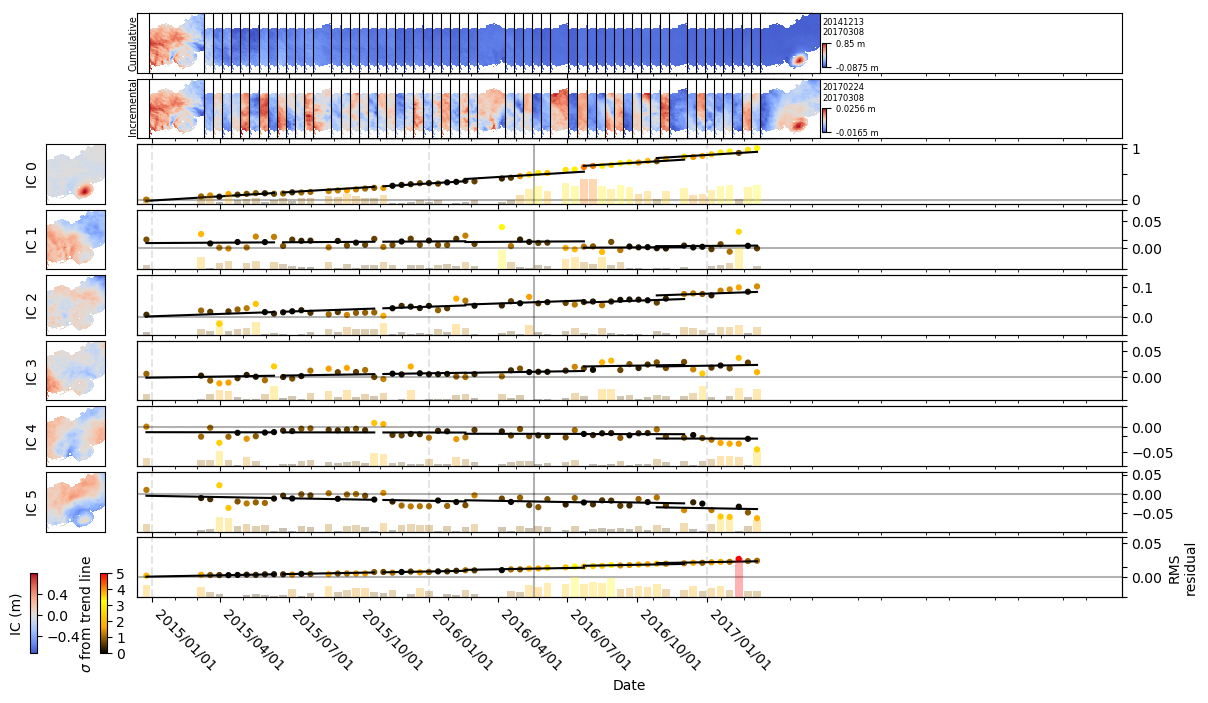 Cumulative
20141213
20170308
0.85 m
-0.0875 m
Incremental
20170224
20170308
0.0256 m
-0.0165 m
IC 0
1
0
IC 1
0.05
0.00
IC 2
0.1
0.0
IC 3
0.05
0.00
IC 4
0.00
−0.05
IC 5
0.05
0.00
−0.05
0.05
0.00
RMS
residual
IC (m)
0.4
0.0
−0.4
σ from trend line
5
4
3
2
1
0
2015/01/01
2015/04/01
2015/07/01
2015/10/01
2016/01/01
2016/04/01
2016/07/01
2016/10/01
2017/01/01
Date